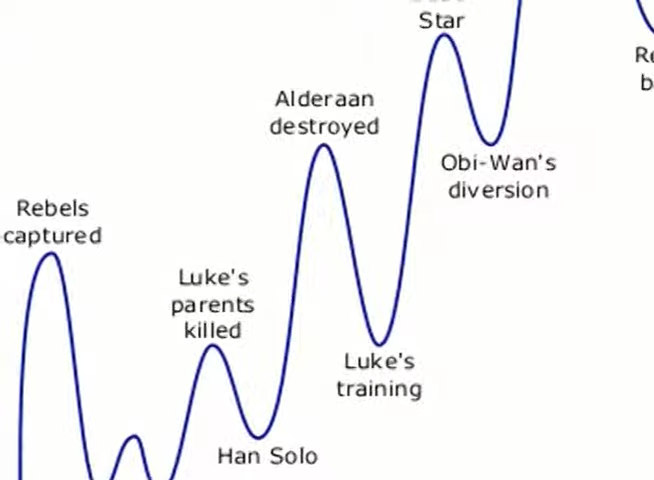 Star
Alderaan
destroyed
Obi-Wan's
diversion
Rebels
captured
Luke's
parents
killed
Luke's
training
Han Solo